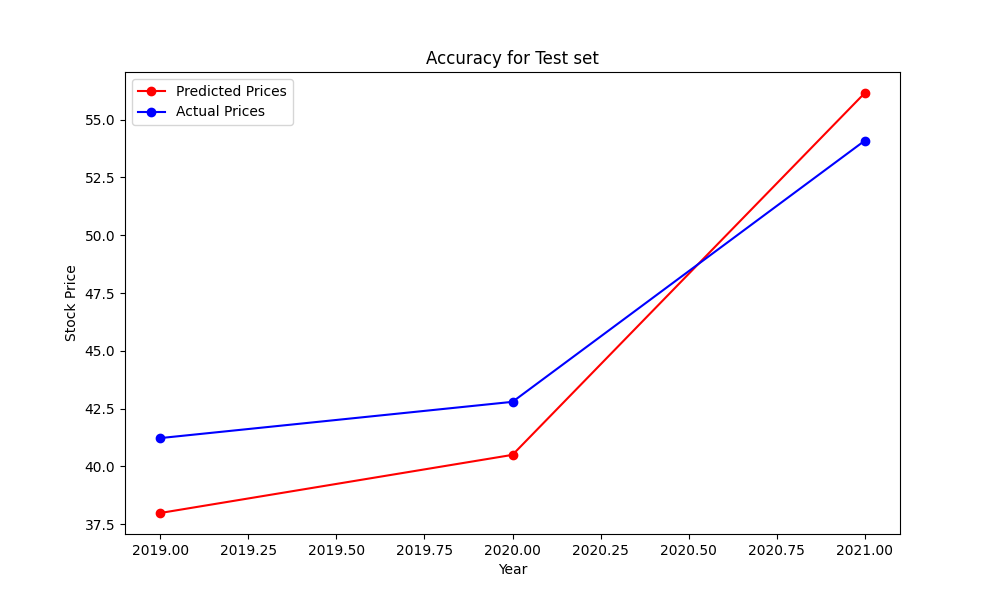 Accuracy for Test set
Predicted Prices
Actual Prices
55.0
52.5
50.0
47.5
45.0
42.5
40.0
37.5
Stock Price
2019.00 2019.25 2019.50 2019.75 2020.00 2020.25 2020.50 2020.75 2021.00
Year